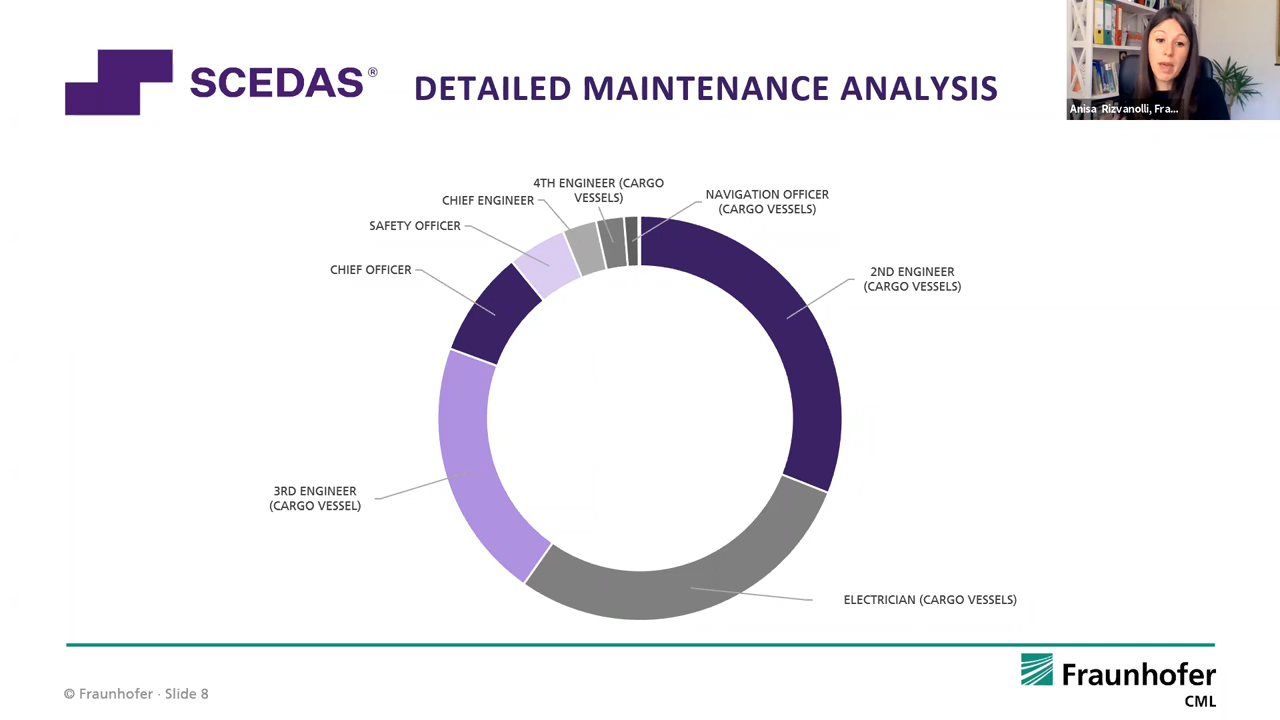 SCEDAS®
DETAILED MAINTENANCE ANALYSIS
Anisa Rizvanolli, Fra...
4TH ENGINEER (CARGO
VESSELS)
CHIEF ENGINEER
NAVIGATION OFFICER
(CARGO VESSELS)
SAFETY OFFICER
CHIEF OFFICER
2ND ENGINEER
(CARGO VESSELS)
3RD ENGINEER
(CARGO VESSEL)
ELECTRICIAN (CARGO VESSELS)
© Fraunhofer · Slide 8
Fraunhofer
CML